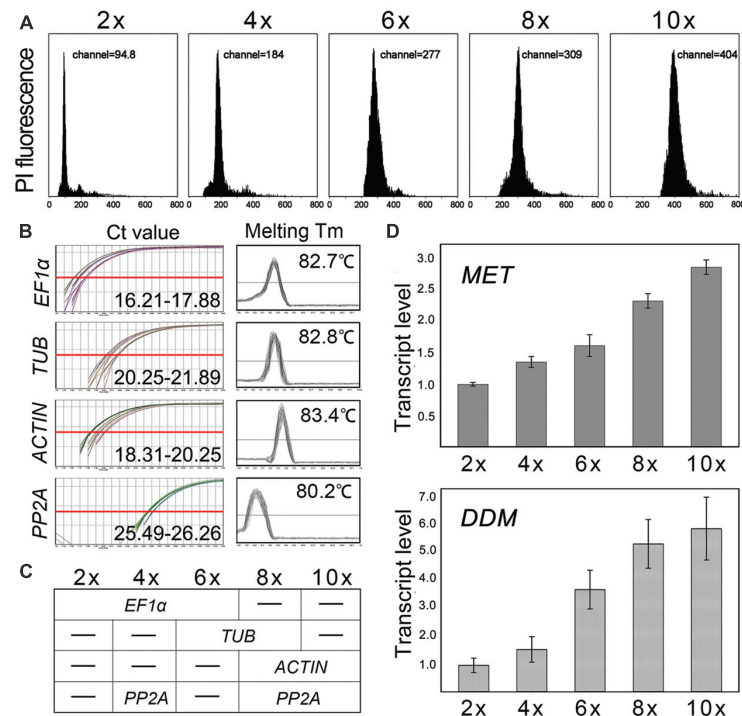 A
2x 4x 6x 8x 10x
PI fluorescence
channel=94.8 channel=184 channel=277 channel=309 channel=404
0 200 400 600 800 0 200 400 600 800 0 200 400 600 800 0 200 400 600 800 0 200 400 600 800
B
Ct value Melting Tm
EF1α 16.21-17.88 82.7℃
TUB 20.25-21.89 82.8℃
ACTIN 18.31-20.25 83.4℃
PP2A 25.49-26.26 80.2℃
C
2x 4x 6x 8x 10x
EF1α — —
— — TUB —
— — — ACTIN
— PP2A — PP2A
D
MET
Transcript level
3.0
2.5
2.0
1.5
1.0
0.5
2x 4x 6x 8x 10x
DDM
Transcript level
7.0
6.0
5.0
4.0
3.0
2.0
1.0
2x 4x 6x 8x 10x